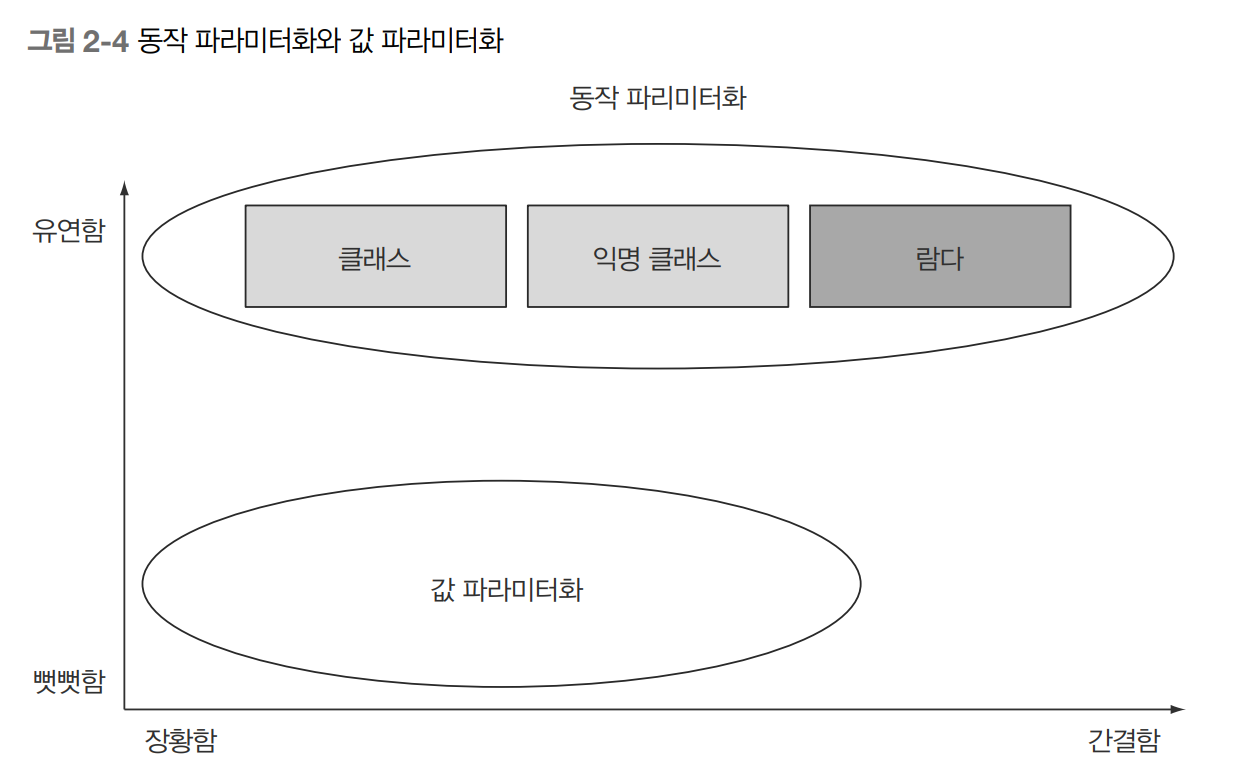 그림 2-4 동작 파라미터화와 값 파라미터화
동작 파리미터화
유연함
클래스
익명 클래스
람다
값 파라미터화
뻣뻣함
장황함
간결함